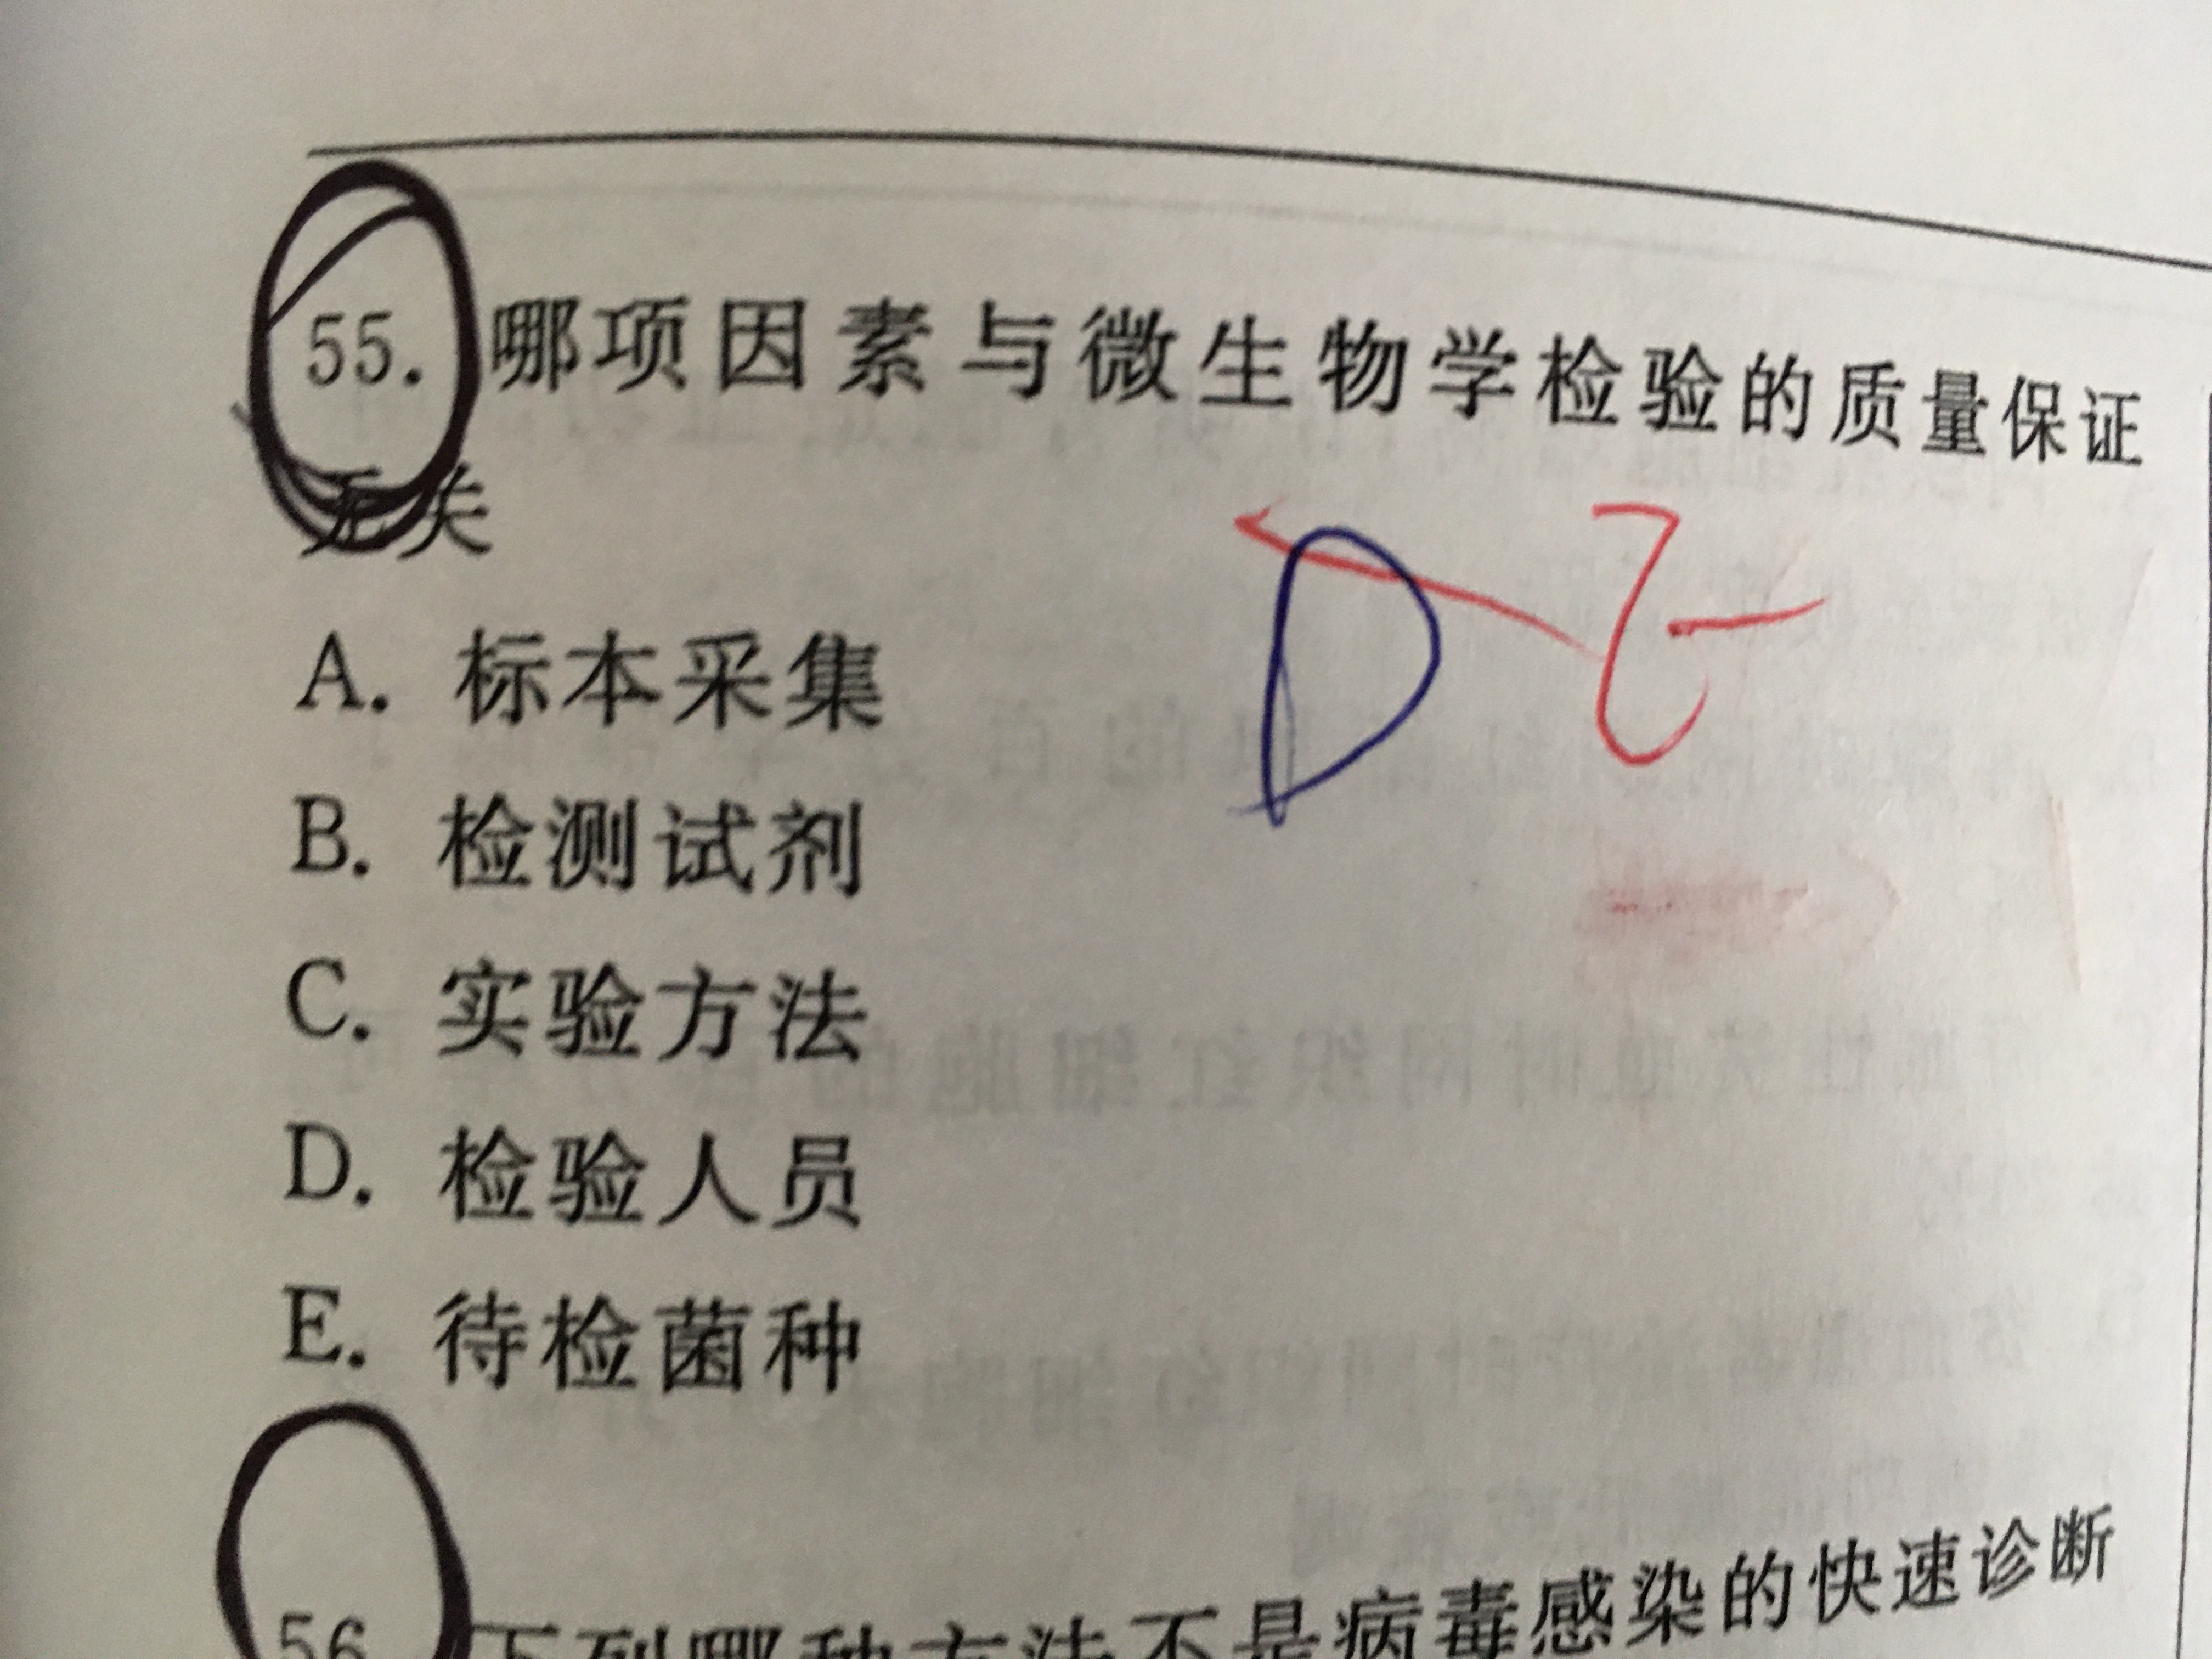 55. 哪项因素与微生物学检验的质量保证
无关
A. 标本采集
B. 检测试剂
C. 实验方法
D. 检验人员
E. 待检菌种
D
56 下列哪种方法不是病毒感染的快速诊断